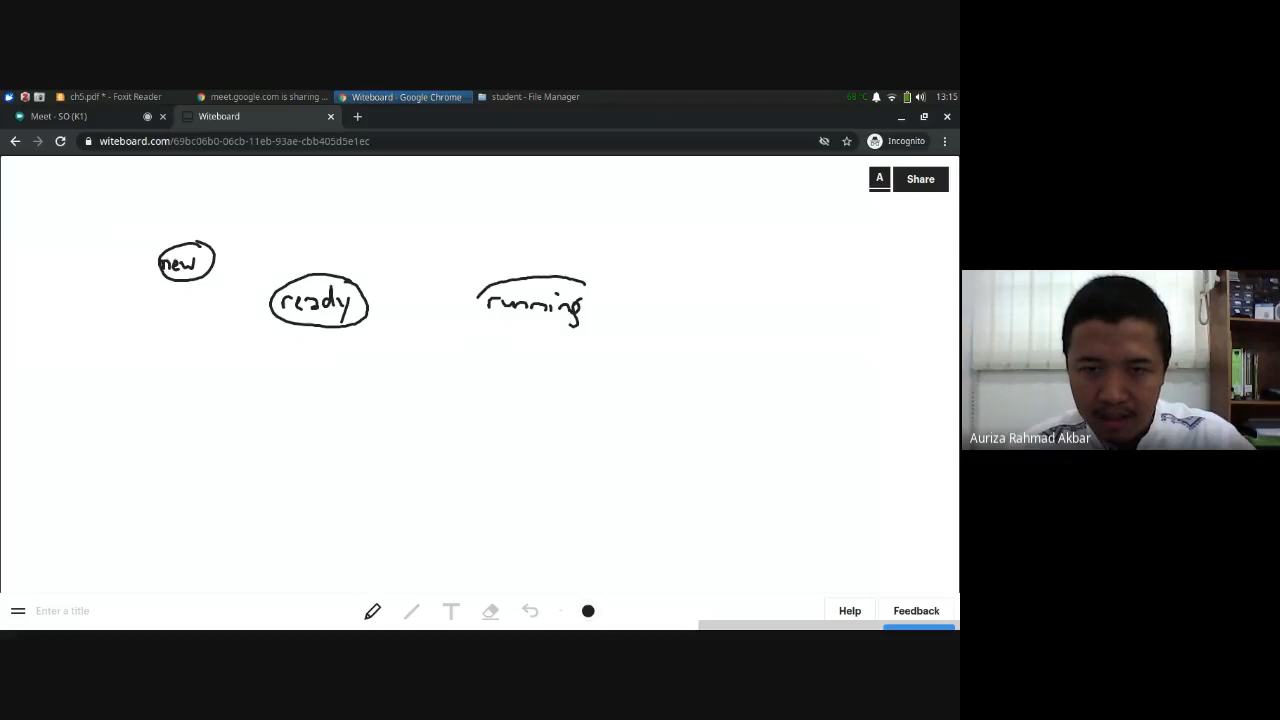 ch5.pdf * - Foxit Reader
meet.google.com is sharing ...
Witeboard - Google Chrome
student - File Manager
68 °C
13:15
Meet - SO (K1)
Witeboard
witeboard.com/69bc06b0-06cb-11eb-93ae-cbb405d5e1ec
Incognito
A
Share
new
ready
running
Auriza Rahmad Akbar
Enter a title
T
Help
Feedback